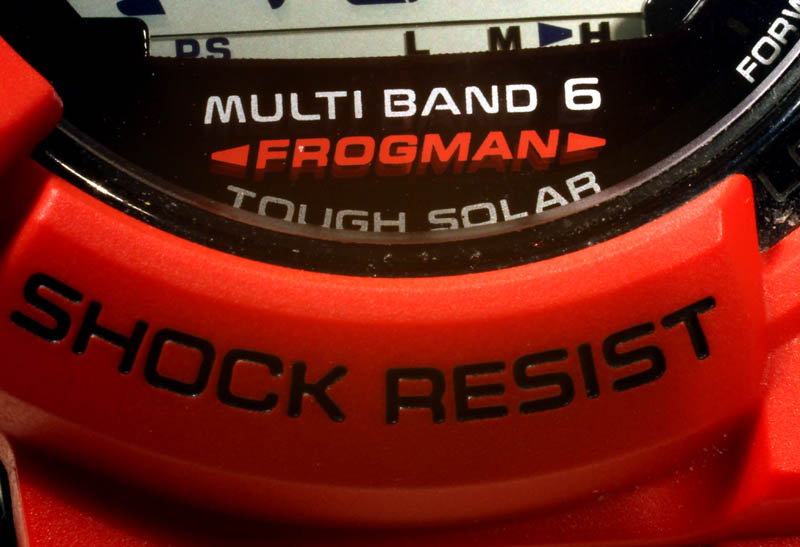 PS L M H
MULTI BAND 6
FROGMAN
TOUGH SOLAR
SHOCK RESIST